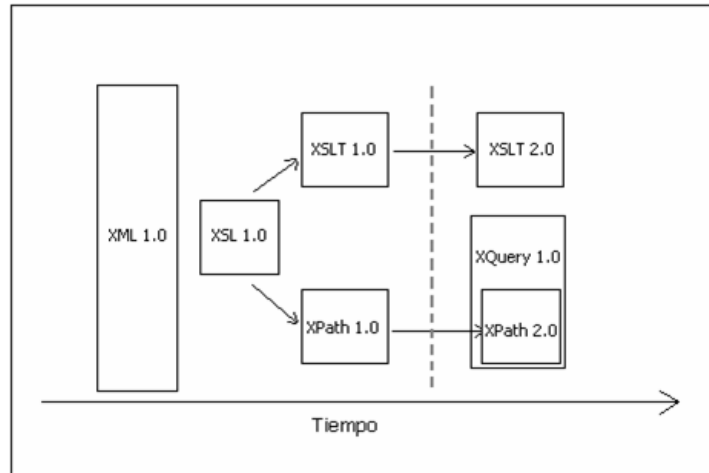 XSLT 1.0
XSLT 2.0
XML 1.0
XSL 1.0
XQuery 1.0
XPath 1.0
XPath 2.0
Tiempo